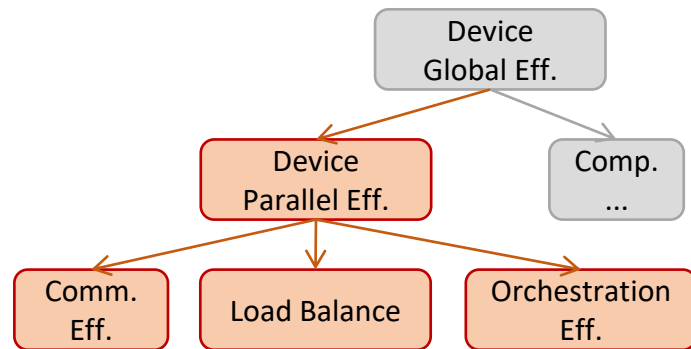 Device
Global Eff.
Device
Parallel Eff.
Comp.
...
Comm.
Eff.
Load Balance
Orchestration
Eff.